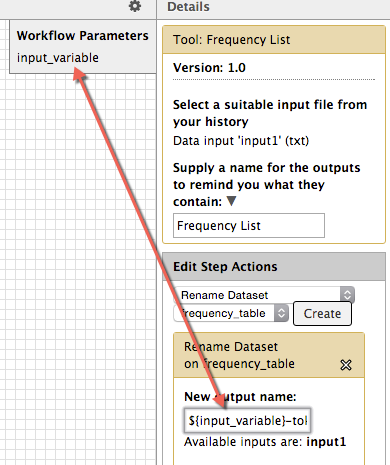 Details
Workflow Parameters
input_variable
Tool: Frequency List
Version: 1.0
Select a suitable input file from
your history
Data input 'input1' (txt)
Supply a name for the outputs
to remind you what they
contain: ▼
Frequency List
Edit Step Actions
Rename Dataset
frequency_table
Create
Rename Dataset
on frequency_table
New output name:
${input_variable}-tol
Available inputs are: input1